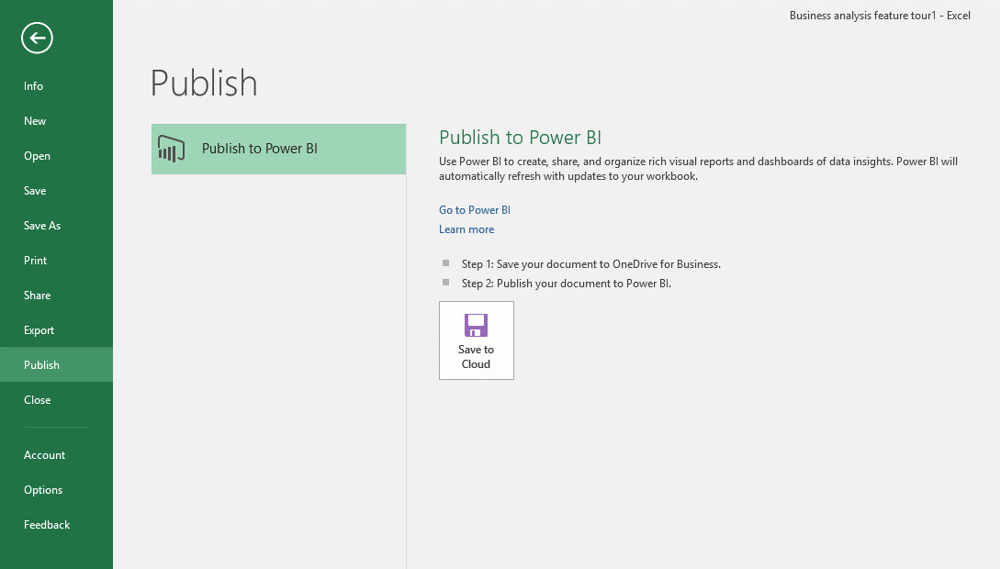 Business analysis feature tour1 - Excel
Info
New
Open
Save
Save As
Print
Share
Export
Publish
Close
Account
Options
Feedback
Publish
Publish to Power BI
Publish to Power BI
Use Power BI to create, share, and organize rich visual reports and dashboards of data insights. Power BI will
automatically refresh with updates to your workbook.
Go to Power BI
Learn more
Step 1: Save your document to OneDrive for Business.
Step 2: Publish your document to Power BI.
Save to
Cloud